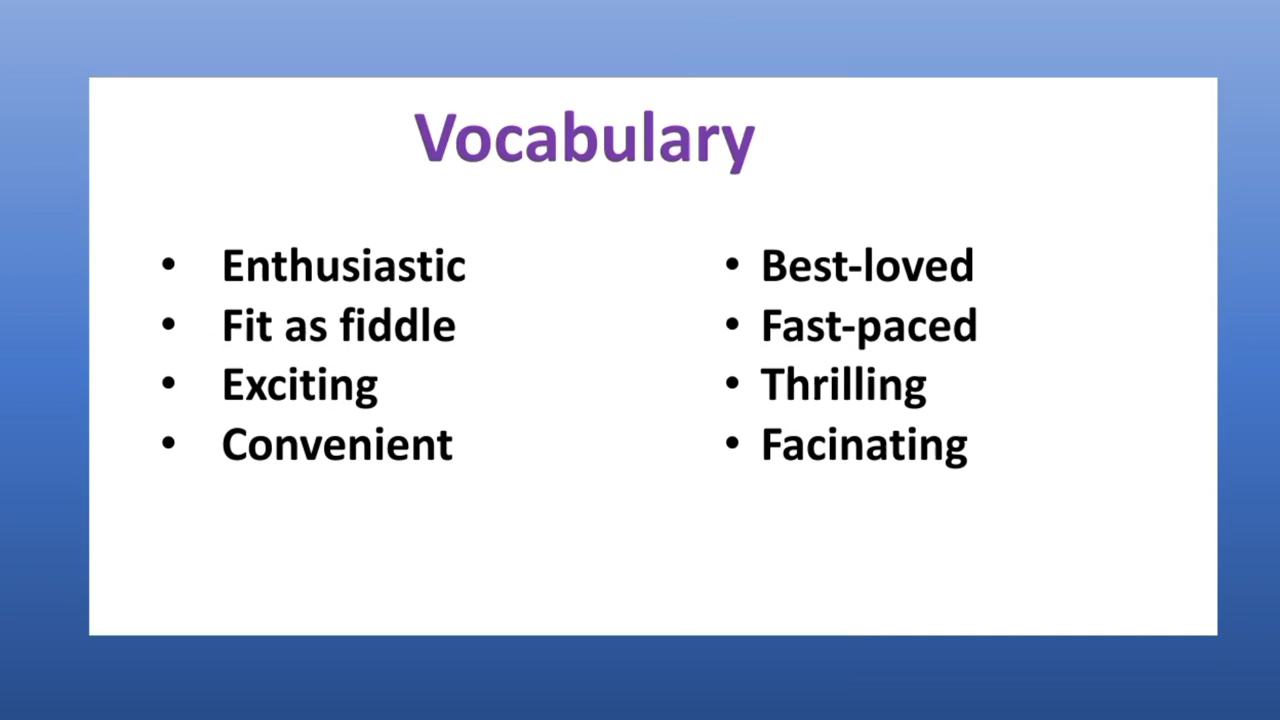 Vocabulary
• Enthusiastic
• Fit as fiddle
• Exciting
• Convenient
• Best-loved
• Fast-paced
• Thrilling
• Facinating